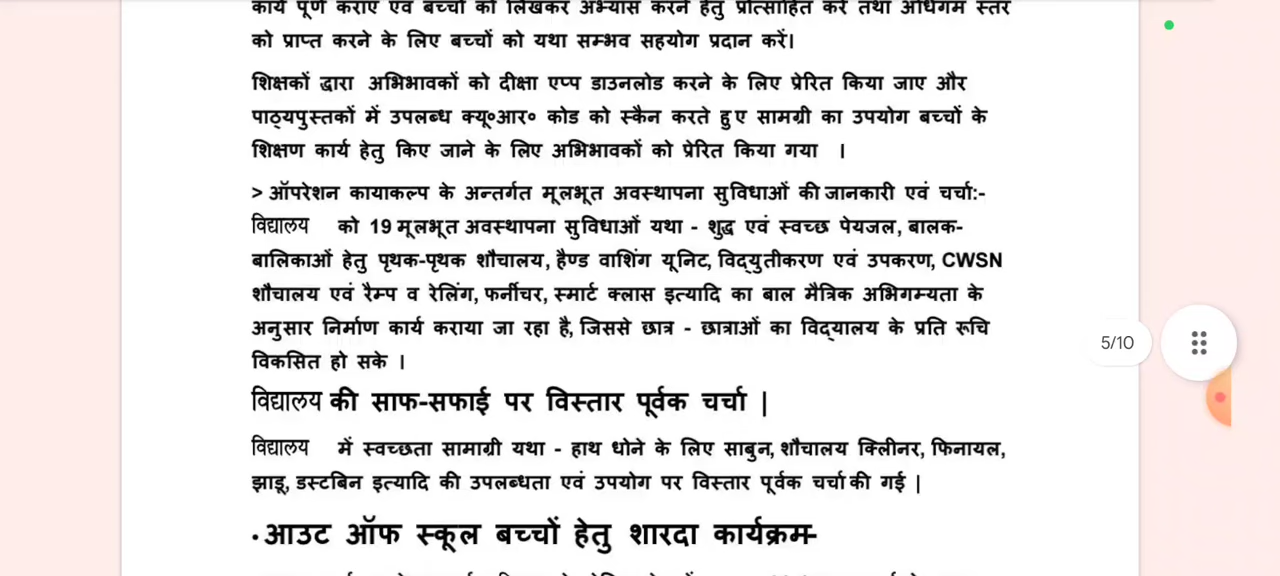 कार्य पूर्ण कराएं एवं बच्चों को लिखकर अभ्यास करने हेतु प्रोत्साहित करें तथा अधिगम स्तर
को प्राप्त करने के लिए बच्चों को यथा सम्भव सहयोग प्रदान करें।
शिक्षकों द्वारा अभिभावकों को दीक्षा एप्प डाउनलोड करने के लिए प्रेरित किया जाए और
पाठ्यपुस्तकों में उपलब्ध क्यू०आर० कोड को स्कैन करते हुए सामग्री का उपयोग बच्चों के
शिक्षण कार्य हेतु किए जाने के लिए अभिभावकों को प्रेरित किया गया ।
> ऑपरेशन कायाकल्प के अन्तर्गत मूलभूत अवस्थापना सुविधाओं की जानकारी एवं चर्चा:-
विद्यालय को 19 मूलभूत अवस्थापना सुविधाओं यथा - शुद्ध एवं स्वच्छ पेयजल, बालक-
बालिकाओं हेतु पृथक-पृथक शौचालय, हैण्ड वाशिंग यूनिट, विद्युतीकरण एवं उपकरण, CWSN
शौचालय एवं रैम्प व रेलिंग, फर्नीचर, स्मार्ट क्लास इत्यादि का बाल मैत्रिक अभिगम्यता के
अनुसार निर्माण कार्य कराया जा रहा है, जिससे छात्र - छात्राओं का विद्यालय के प्रति रूचि
विकसित हो सके ।
5/10
विद्यालय की साफ-सफाई पर विस्तार पूर्वक चर्चा |
विद्यालय में स्वच्छता सामाग्री यथा - हाथ धोने के लिए साबुन, शौचालय क्लिीनर, फिनायल,
झाडू, डस्टबिन इत्यादि की उपलब्धता एवं उपयोग पर विस्तार पूर्वक चर्चा की गई |
• आउट ऑफ स्कूल बच्चों हेतु शारदा कार्यक्रम-